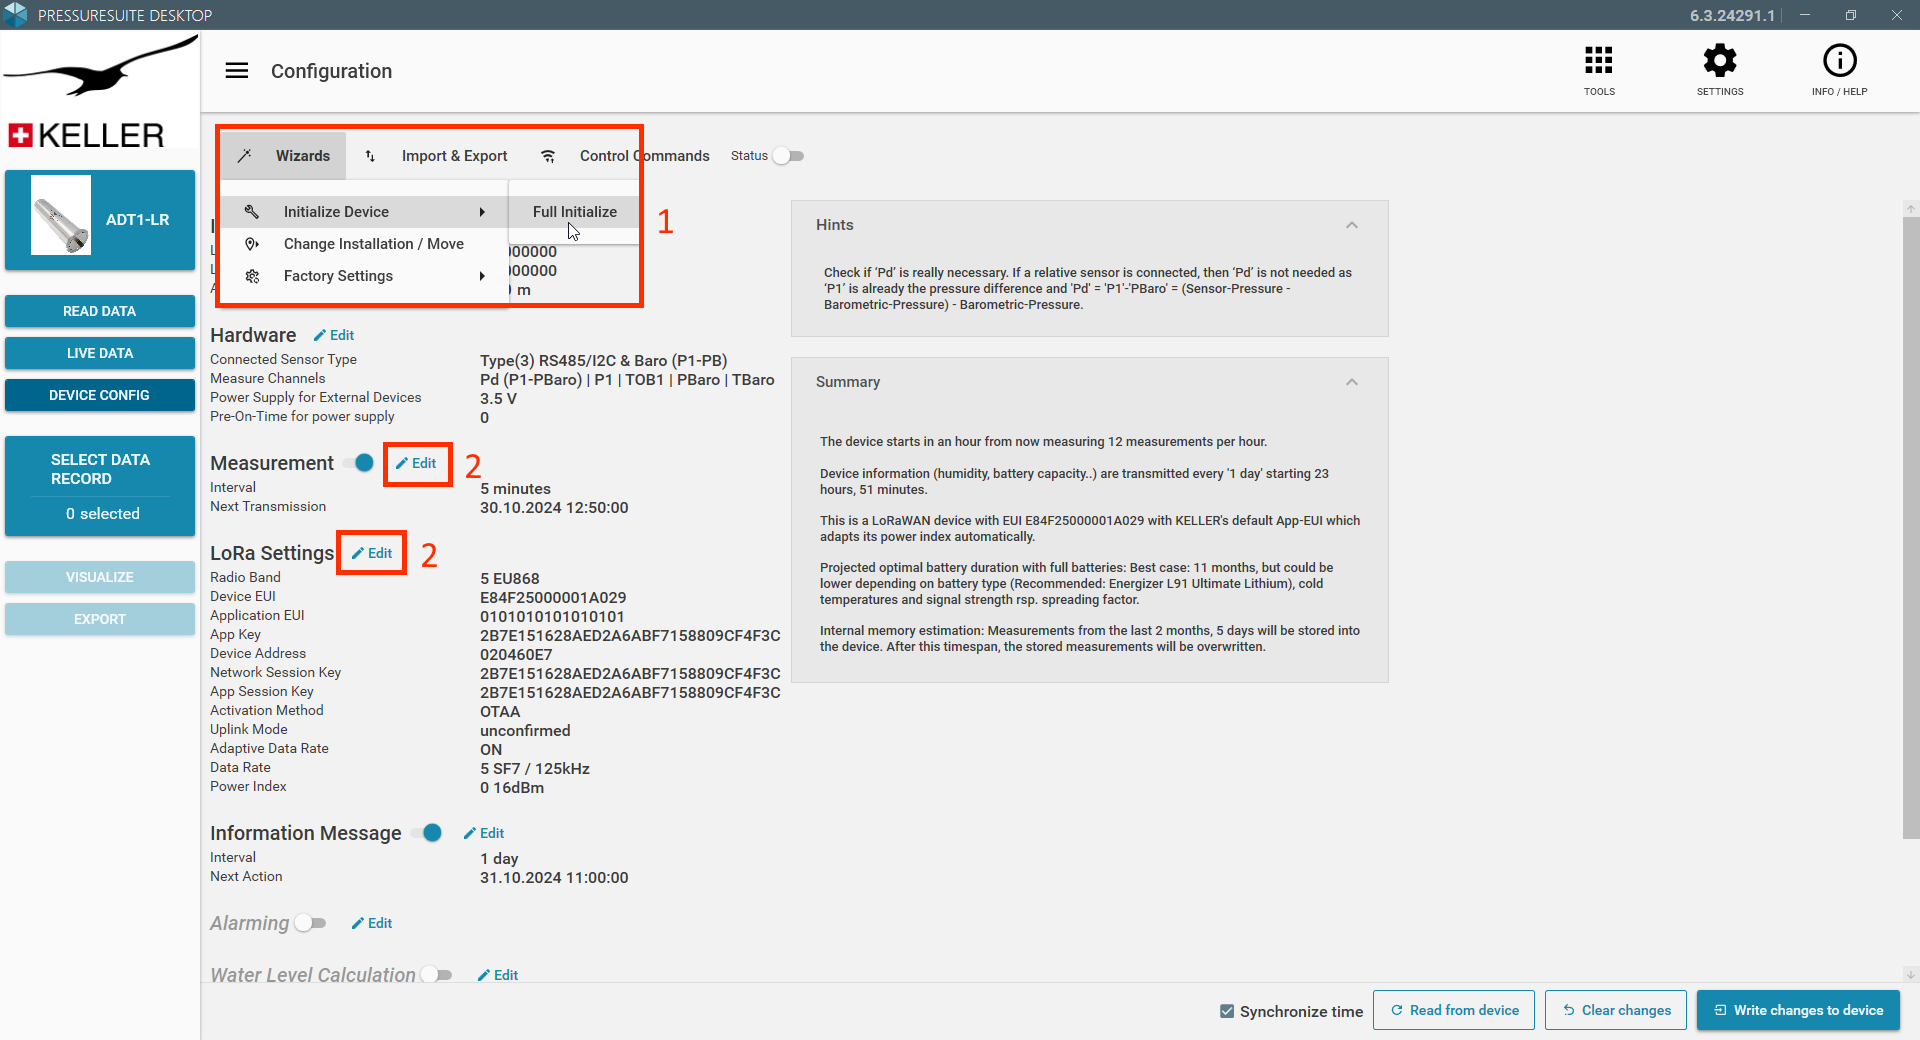 PRESSURESUITE DESKTOP
6.3.24291.1
KELLER
Configuration
TOOLS
SETTINGS
INFO / HELP
ADT1-LR
READ DATA
LIVE DATA
DEVICE CONFIG
SELECT DATA
RECORD
0 selected
VISUALIZE
EXPORT
Wizards
Import & Export
Control Commands
Status
Initialize Device
Full Initialize
Change Installation / Move
Factory Settings
1
000000
000000
m
Hardware
Edit
Connected Sensor Type
Type(3) RS485/I2C & Baro (P1-PB)
Measure Channels
Pd (P1-PBaro) | P1 | TOB1 | PBaro | TBaro
Power Supply for External Devices
3.5 V
Pre-On-Time for power supply
0
Measurement
Edit
2
Interval
5 minutes
Next Transmission
30.10.2024 12:50:00
LoRa Settings
Edit
2
Radio Band
5 EU868
Device EUI
E84F25000001A029
Application EUI
0101010101010101
App Key
2B7E151628AED2A6ABF7158809CF4F3C
Device Address
020460E7
Network Session Key
2B7E151628AED2A6ABF7158809CF4F3C
App Session Key
2B7E151628AED2A6ABF7158809CF4F3C
Activation Method
OTAA
Uplink Mode
unconfirmed
Adaptive Data Rate
ON
Data Rate
5 SF7 / 125kHz
Power Index
0 16dBm
Information Message
Edit
Interval
1 day
Next Action
31.10.2024 11:00:00
Alarming
Edit
Water Level Calculation
Edit
Hints
Check if 'Pd' is really necessary. If a relative sensor is connected, then 'Pd' is not needed as
'P1' is already the pressure difference and 'Pd' = 'P1'-'PBaro' = (Sensor-Pressure -
Barometric-Pressure) - Barometric-Pressure.
Summary
The device starts in an hour from now measuring 12 measurements per hour.
Device information (humidity, battery capacity..) are transmitted every '1 day' starting 23
hours, 51 minutes.
This is a LoRaWAN device with EUI E84F25000001A029 with KELLER's default App-EUI which
adapts its power index automatically.
Projected optimal battery duration with full batteries: Best case: 11 months, but could be
lower depending on battery type (Recommended: Energizer L91 Ultimate Lithium), cold
temperatures and signal strength rsp. spreading factor.
Internal memory estimation: Measurements from the last 2 months, 5 days will be stored into
the device. After this timespan, the stored measurements will be overwritten.
Synchronize time
Read from device
Clear changes
Write changes to device